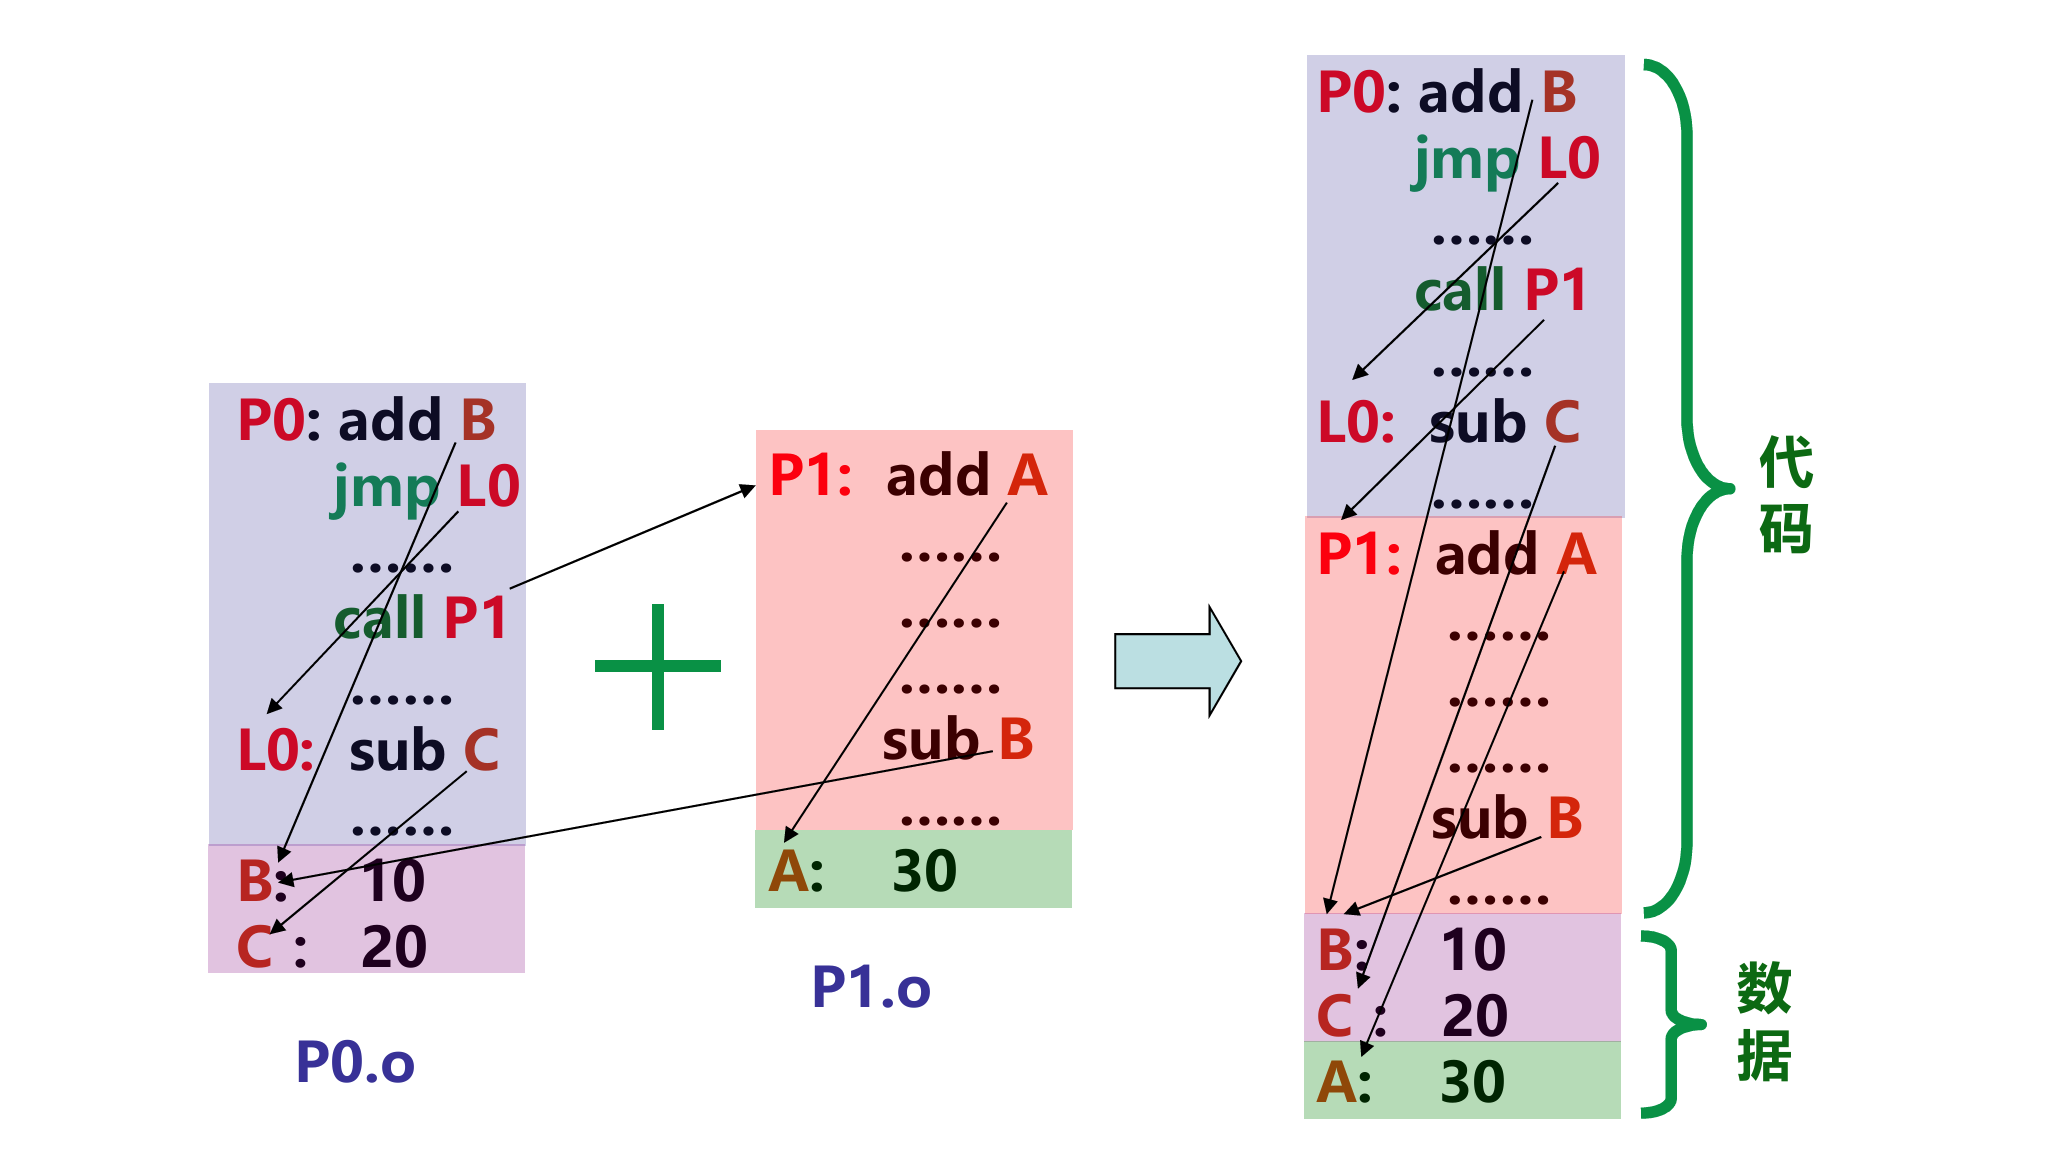 P0: add B
jmp L0
......
call P1
......
L0: sub C
......
B: 10
C : 20
P0.o
P1: add A
......
......
......
sub B
......
A: 30
P1.o
P0: add B
jmp L0
......
call P1
......
L0: sub C
......
P1: add A
......
......
......
sub B
......
B: 10
C : 20
A: 30
代
码
数
据